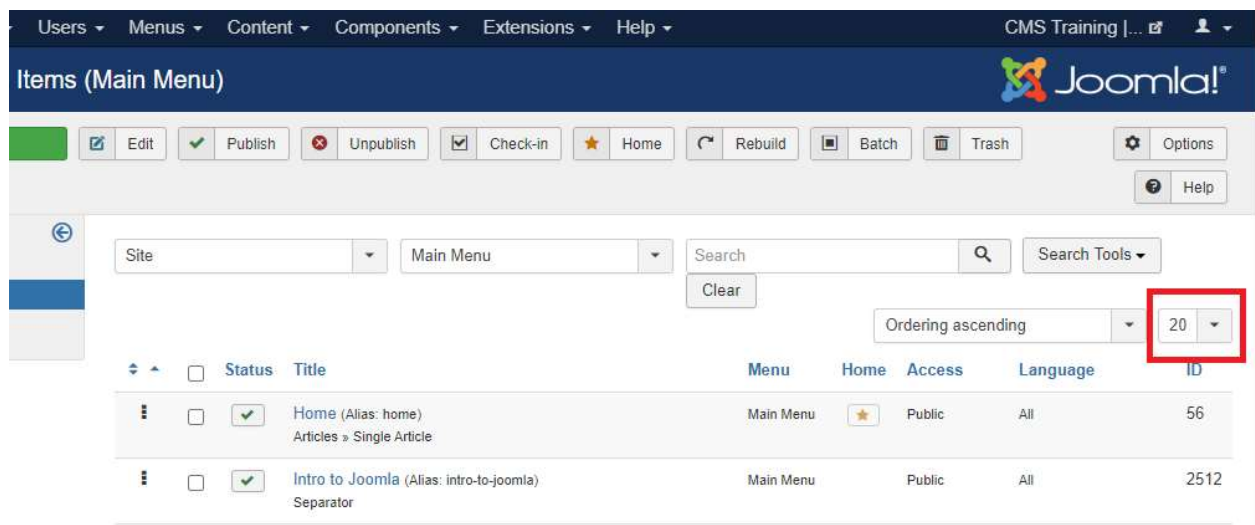 Users Menus Content Components Extensions Help CMS Training |...
Items (Main Menu) Joomla!®
Edit Publish Unpublish Check-in Home Rebuild Batch Trash Options
Help
Site Main Menu Search Search Tools
Clear
Ordering ascending 20
Status Title Menu Home Access Language ID
Home (Alias: home) Main Menu Public All 56
Articles » Single Article
Intro to Joomla (Alias: intro-to-joomla) Main Menu Public All 2512
Separator